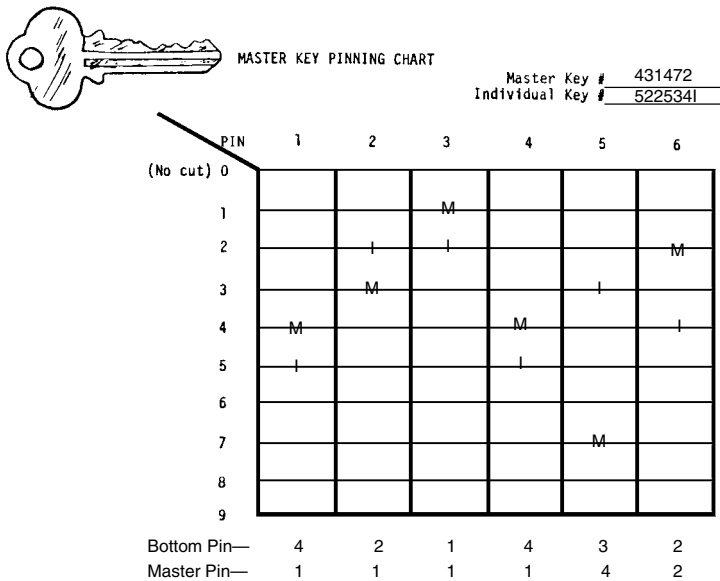 MASTER KEY PINNING CHART
Master Key # 431472
Individual Key # 522534I
PIN 1 2 3 4 5 6
(No cut) 0
1 M
2 I I M
3 M I
4 M M I
5 I I
6
7 M
8
9
Bottom Pin— 4 2 1 4 3 2
Master Pin— 1 1 1 1 4 2